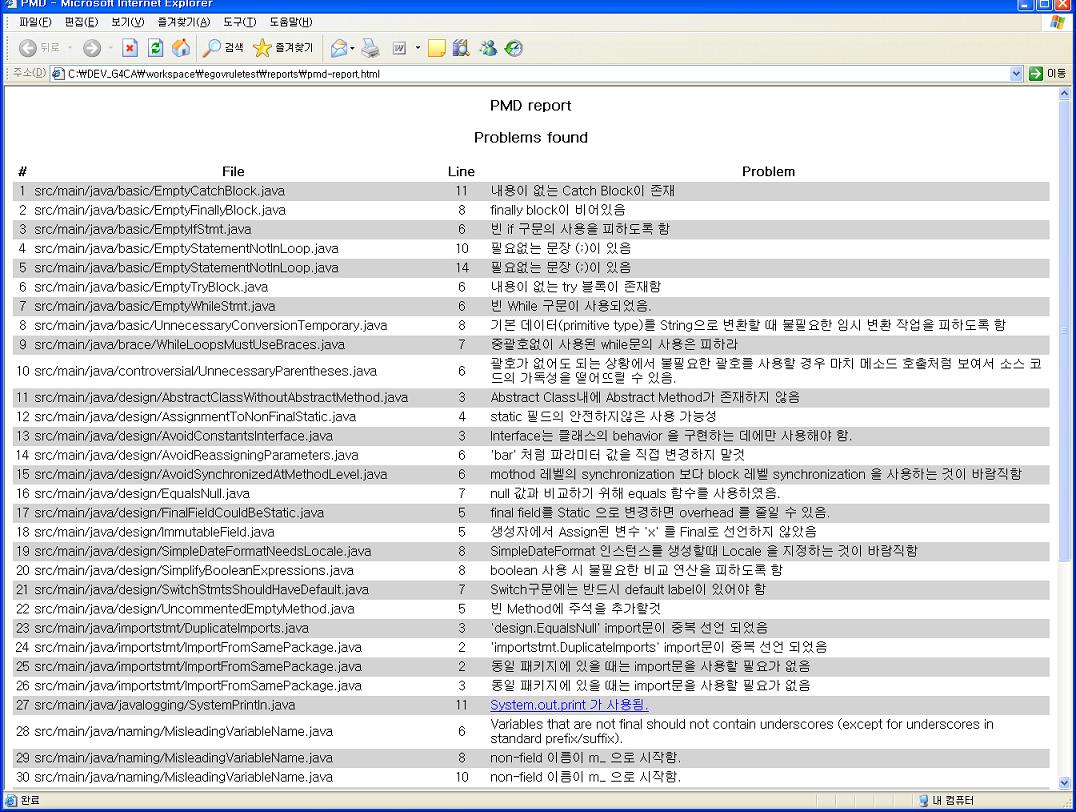 PMD - Microsoft Internet Explorer
파일(F) 편집(E) 보기(V) 즐겨찾기(A) 도구(T) 도움말(H)
뒤로 검색 즐겨찾기
주소(D) C:\DEV_G4CA\workspace\egovruletest\reports\pmd-report.html 이동
PMD report
Problems found
# File Line Problem
1 src/main/java/basic/EmptyCatchBlock.java 11 내용이 없는 Catch Block이 존재
2 src/main/java/basic/EmptyFinallyBlock.java 8 finally block이 비어있음
3 src/main/java/basic/EmptyIfStmt.java 6 빈 if 구문의 사용을 피하도록 함
4 src/main/java/basic/EmptyStatementNotInLoop.java 10 필요없는 문장 (;)이 있음
5 src/main/java/basic/EmptyStatementNotInLoop.java 14 필요없는 문장 (;)이 있음
6 src/main/java/basic/EmptyTryBlock.java 6 내용이 없는 try 블록이 존재함
7 src/main/java/basic/EmptyWhileStmt.java 6 빈 While 구문이 사용되었음.
8 src/main/java/basic/UnnecessaryConversionTemporary.java 8 기본 데이터(primitive type)를 String으로 변환할 때 불필요한 임시 변환 작업을 피하도록 함
9 src/main/java/brace/WhileLoopsMustUseBraces.java 7 중괄호없이 사용된 while문의 사용은 피하라
10 src/main/java/controversial/UnnecessaryParentheses.java 6 괄호가 없어도 되는 상황에서 불필요한 괄호를 사용할 경우 마치 메소드 호출처럼 보여서 소스 코
드의 가독성을 떨어뜨릴 수 있음.
11 src/main/java/design/AbstractClassWithoutAbstractMethod.java 3 Abstract Class내에 Abstract Method가 존재하지 않음
12 src/main/java/design/AssignmentToNonFinalStatic.java 4 static 필드의 안전하지않은 사용 가능성
13 src/main/java/design/AvoidConstantsInterface.java 3 Interface는 클래스의 behavior 을 구현하는 데에만 사용해야 함.
14 src/main/java/design/AvoidReassigningParameters.java 6 'bar' 처럼 파라미터 값을 직접 변경하지 말것
15 src/main/java/design/AvoidSynchronizedAtMethodLevel.java 6 mothod 레벨의 synchronization 보다 block 레벨 synchronization 을 사용하는 것이 바람직함
16 src/main/java/design/EqualsNull.java 7 null 값과 비교하기 위해 equals 함수를 사용하였음.
17 src/main/java/design/FinalFieldCouldBeStatic.java 5 final field를 Static 으로 변경하면 overhead 를 줄일 수 있음.
18 src/main/java/design/ImmutableField.java 5 생성자에서 Assign된 변수 'x' 를 Final로 선언하지 않았음
19 src/main/java/design/SimpleDateFormatNeedsLocale.java 8 SimpleDateFormat 인스턴스를 생성할때 Locale 을 지정하는 것이 바람직함
20 src/main/java/design/SimplifyBooleanExpressions.java 8 boolean 사용 시 불필요한 비교 연산을 피하도록 함
21 src/main/java/design/SwitchStmtsShouldHaveDefault.java 7 Switch구문에는 반드시 default label이 있어야 함
22 src/main/java/design/UncommentedEmptyMethod.java 5 빈 Method에 주석을 추가할것
23 src/main/java/importstmt/DuplicateImports.java 3 'design.EqualsNull' import문이 중복 선언 되었음
24 src/main/java/importstmt/ImportFromSamePackage.java 2 'importstmt.DuplicateImports' import문이 중복 선언 되었음
25 src/main/java/importstmt/ImportFromSamePackage.java 2 동일 패키지에 있을 때는 import문을 사용할 필요가 없음
26 src/main/java/importstmt/ImportFromSamePackage.java 3 동일 패키지에 있을 때는 import문을 사용할 필요가 없음
27 src/main/java/javalogging/SystemPrintln.java 11 System.out.print 가 사용됨.
28 src/main/java/naming/MisleadingVariableName.java 6 Variables that are not final should not contain underscores (except for underscores in
standard prefix/suffix).
29 src/main/java/naming/MisleadingVariableName.java 8 non-field 이름이 m_ 으로 시작함.
30 src/main/java/naming/MisleadingVariableName.java 10 non-field 이름이 m_ 으로 시작함.
완료 내 컴퓨터